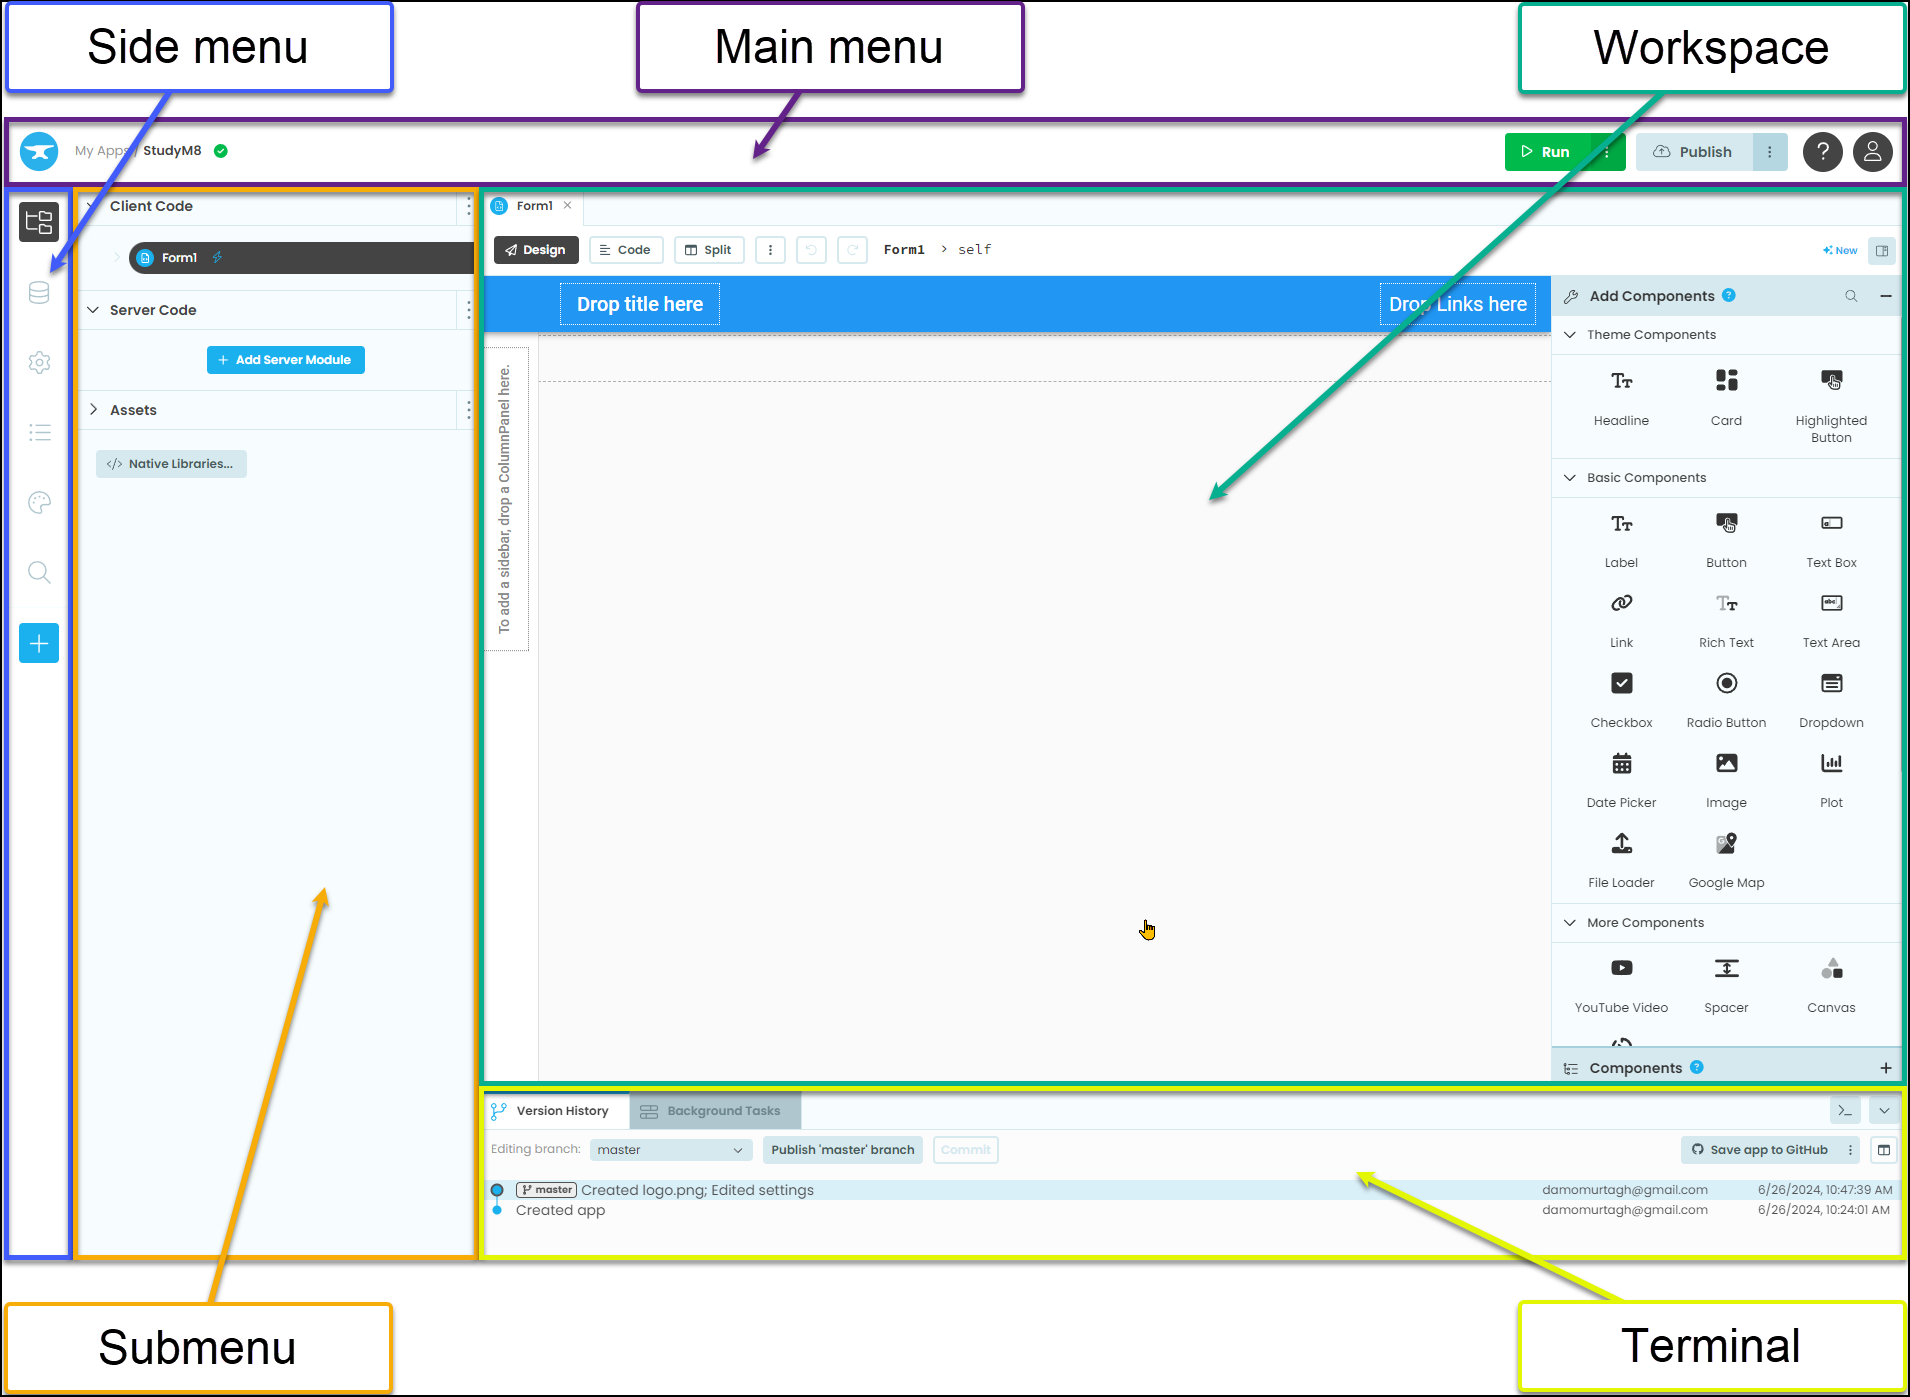 Side menu
Main menu
Workspace
My Apps / StudyM8
Run
Publish
?
Client Code
Form1
Server Code
+ Add Server Module
Assets
</> Native Libraries...
Form1 ×
Design
Code
Split
Form1 > self
New
Drop title here
Drop Links here
To add a sidebar, drop a ColumnPanel here.
Add Components ?
Theme Components
Headline
Card
Highlighted
Button
Basic Components
Label
Button
Text Box
Link
Rich Text
Text Area
Checkbox
Radio Button
Dropdown
Date Picker
Image
Plot
File Loader
Google Map
More Components
YouTube Video
Spacer
Canvas
Components ?
Version History
Background Tasks
Editing branch:
master
Publish 'master' branch
Commit
Save app to GitHub
master Created logo.png; Edited settings damomurtagh@gmail.com 6/26/2024, 10:47:39 AM
Created app damomurtagh@gmail.com 6/26/2024, 10:24:01 AM
Submenu
Terminal